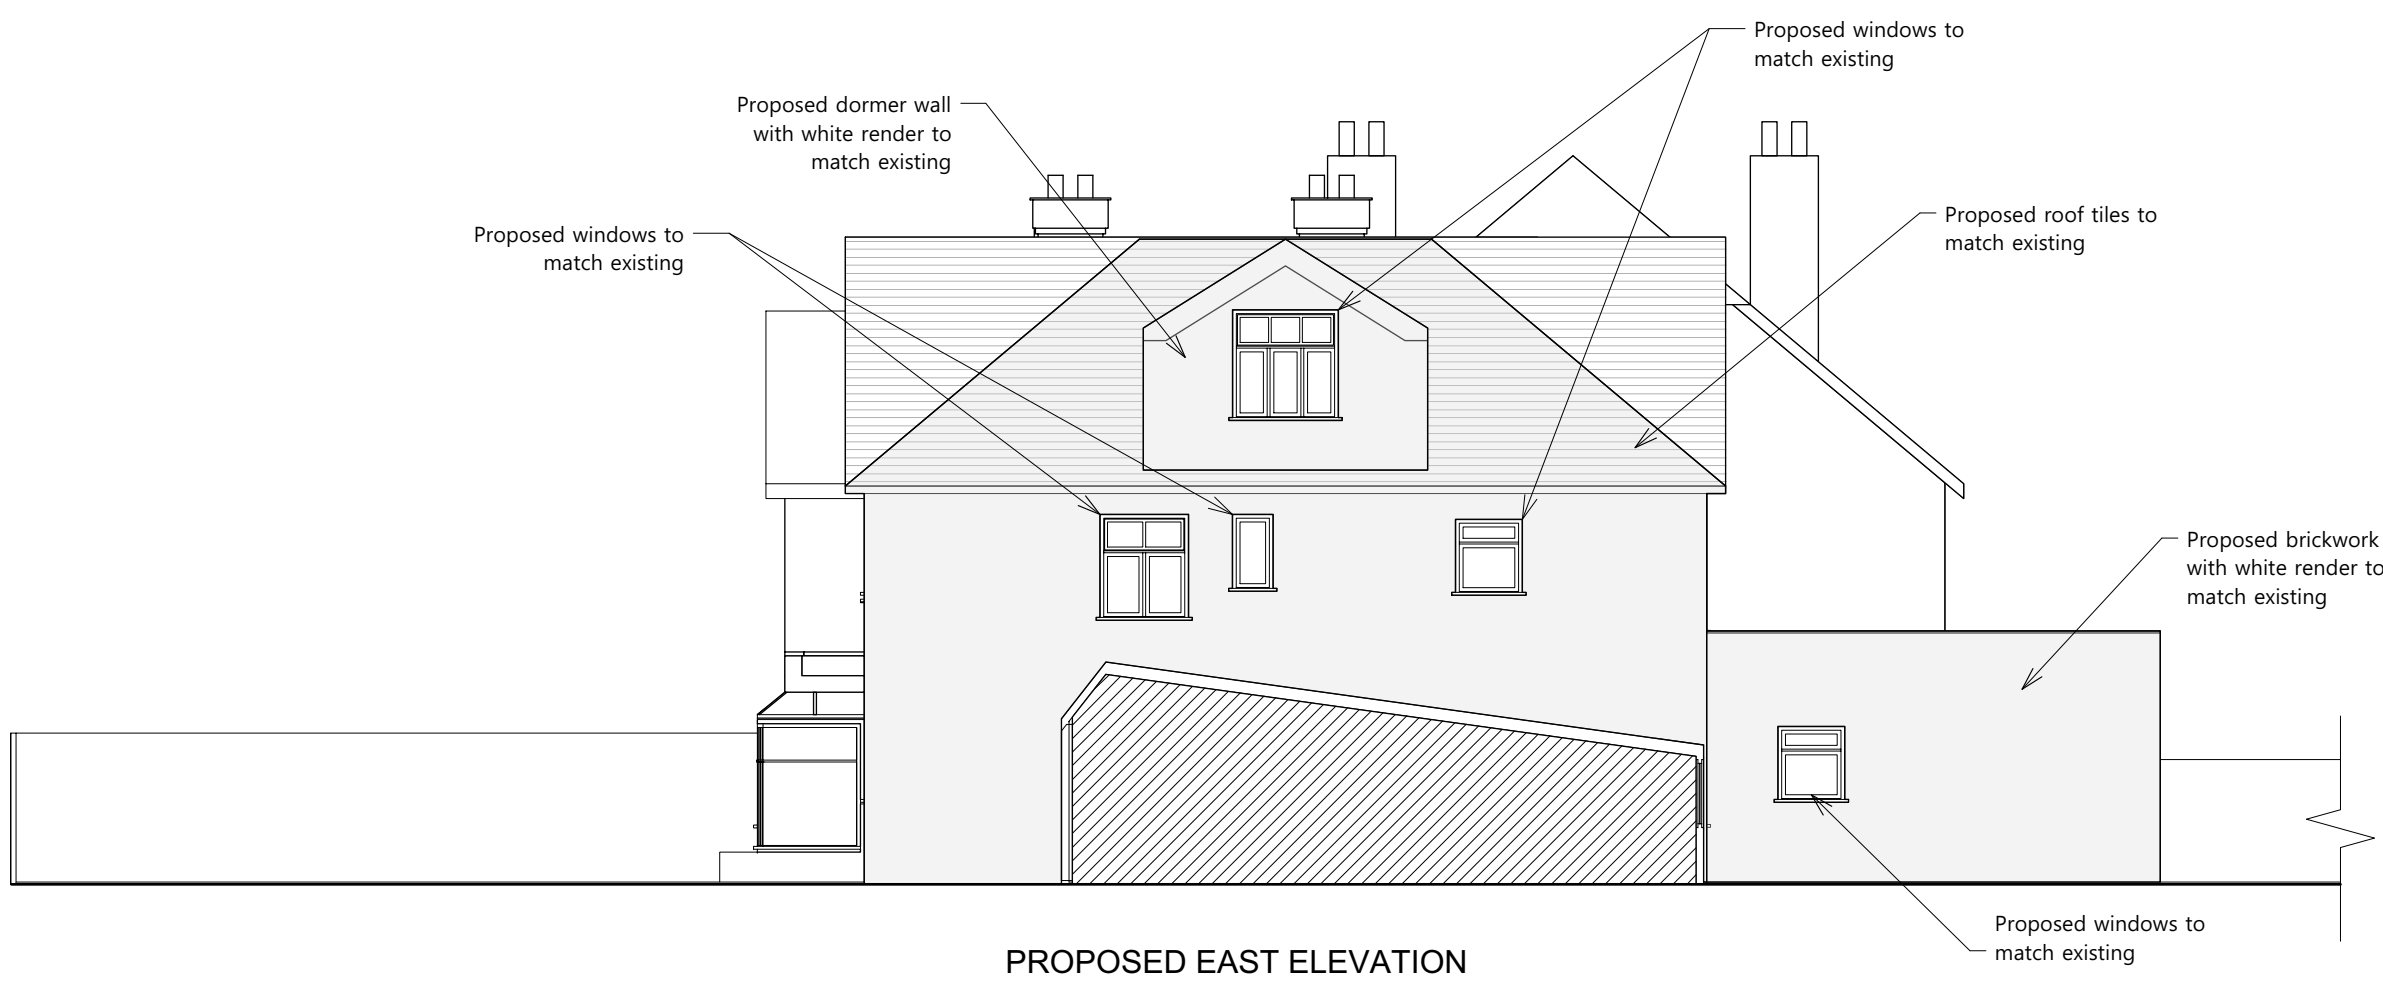 Proposed windows to
match existing
Proposed dormer wall
with white render to
match existing
Proposed roof tiles to
match existing
Proposed windows to
match existing
Proposed brickwork
with white render to
match existing
Proposed windows to
match existing
PROPOSED EAST ELEVATION